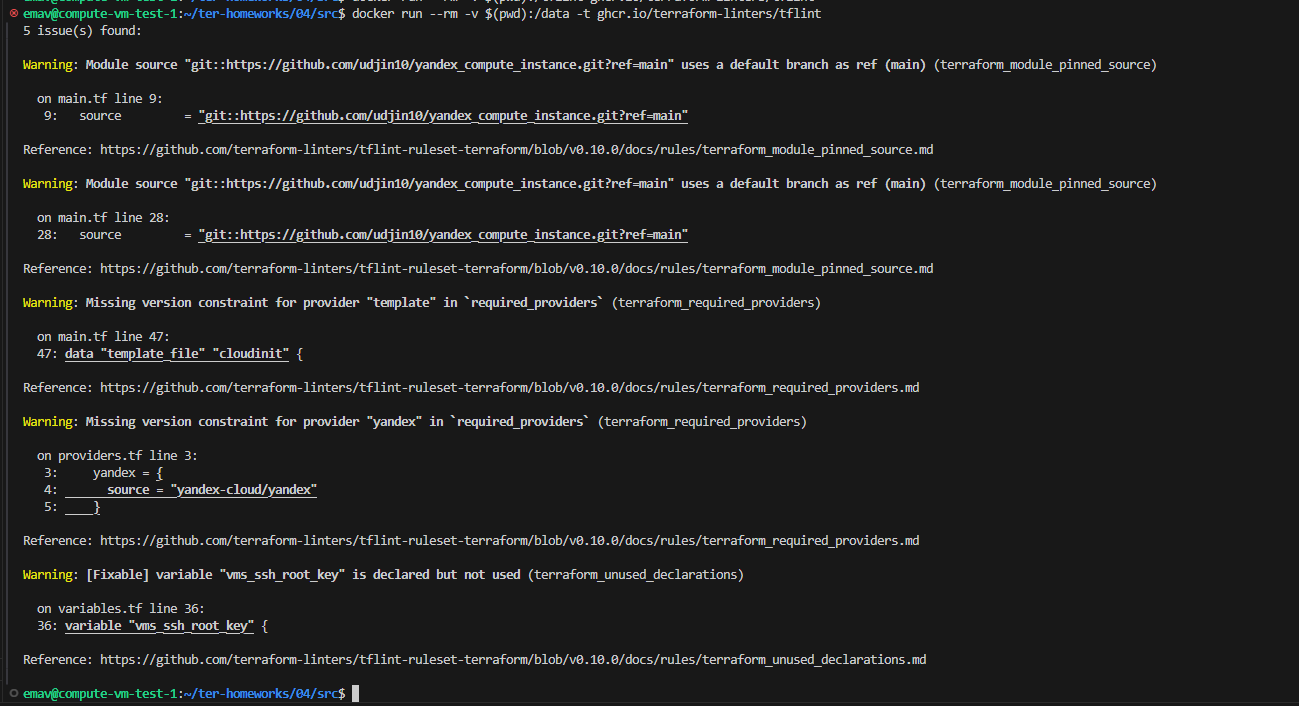 emav@compute-vm-test-1:~/ter-homeworks/04/src$ docker run --rm -v $(pwd):/data -t ghcr.io/terraform-linters/tflint
5 issue(s) found:
Warning: Module source "git::https://github.com/udjin10/yandex_compute_instance.git?ref=main" uses a default branch as ref (main) (terraform_module_pinned_source)
on main.tf line 9:
9: source = "git::https://github.com/udjin10/yandex_compute_instance.git?ref=main"
Reference: https://github.com/terraform-linters/tflint-ruleset-terraform/blob/v0.10.0/docs/rules/terraform_module_pinned_source.md
Warning: Module source "git::https://github.com/udjin10/yandex_compute_instance.git?ref=main" uses a default branch as ref (main) (terraform_module_pinned_source)
on main.tf line 28:
28: source = "git::https://github.com/udjin10/yandex_compute_instance.git?ref=main"
Reference: https://github.com/terraform-linters/tflint-ruleset-terraform/blob/v0.10.0/docs/rules/terraform_module_pinned_source.md
Warning: Missing version constraint for provider "template" in `required_providers` (terraform_required_providers)
on main.tf line 47:
47: data "template_file" "cloudinit" {
Reference: https://github.com/terraform-linters/tflint-ruleset-terraform/blob/v0.10.0/docs/rules/terraform_required_providers.md
Warning: Missing version constraint for provider "yandex" in `required_providers` (terraform_required_providers)
on providers.tf line 3:
3: yandex = {
4: source = "yandex-cloud/yandex"
5: }
Reference: https://github.com/terraform-linters/tflint-ruleset-terraform/blob/v0.10.0/docs/rules/terraform_required_providers.md
Warning: [Fixable] variable "vms_ssh_root_key" is declared but not used (terraform_unused_declarations)
on variables.tf line 36:
36: variable "vms_ssh_root_key" {
Reference: https://github.com/terraform-linters/tflint-ruleset-terraform/blob/v0.10.0/docs/rules/terraform_unused_declarations.md
emav@compute-vm-test-1:~/ter-homeworks/04/src$